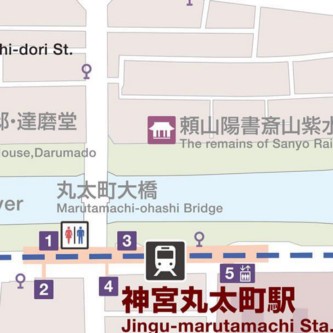 hi-dori St.
邸・達磨堂
House,Darumado
頼山陽書斎山紫水
The remains of Sanyo Rai
丸太町大橋
Marutamachi-ohashi Bridge
ver
1
3
2
4
5
神宮丸太町駅
Jingu-marutamachi Sta.